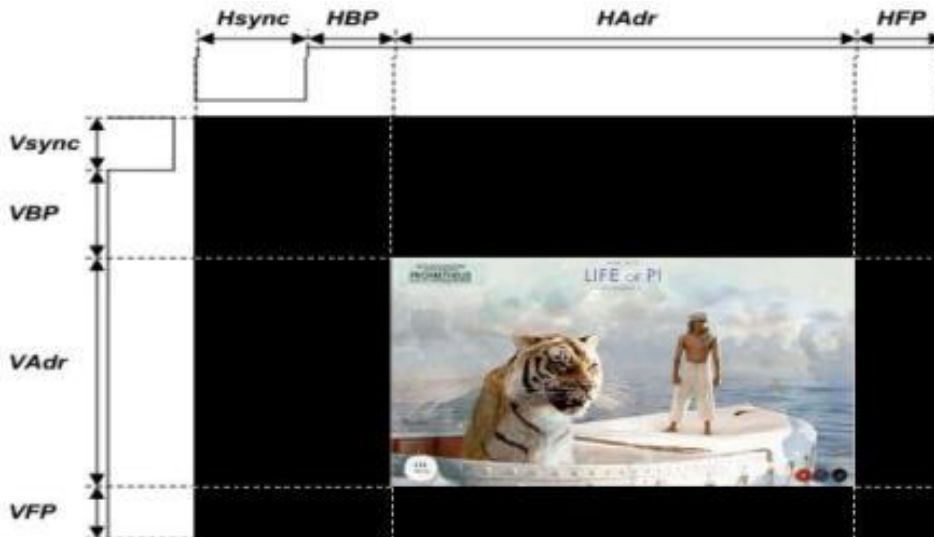 Hsync HBP HAdr HFP
Vsync
VBP
PROMETHEUS
LIFE OF PI
VAdr
VFP